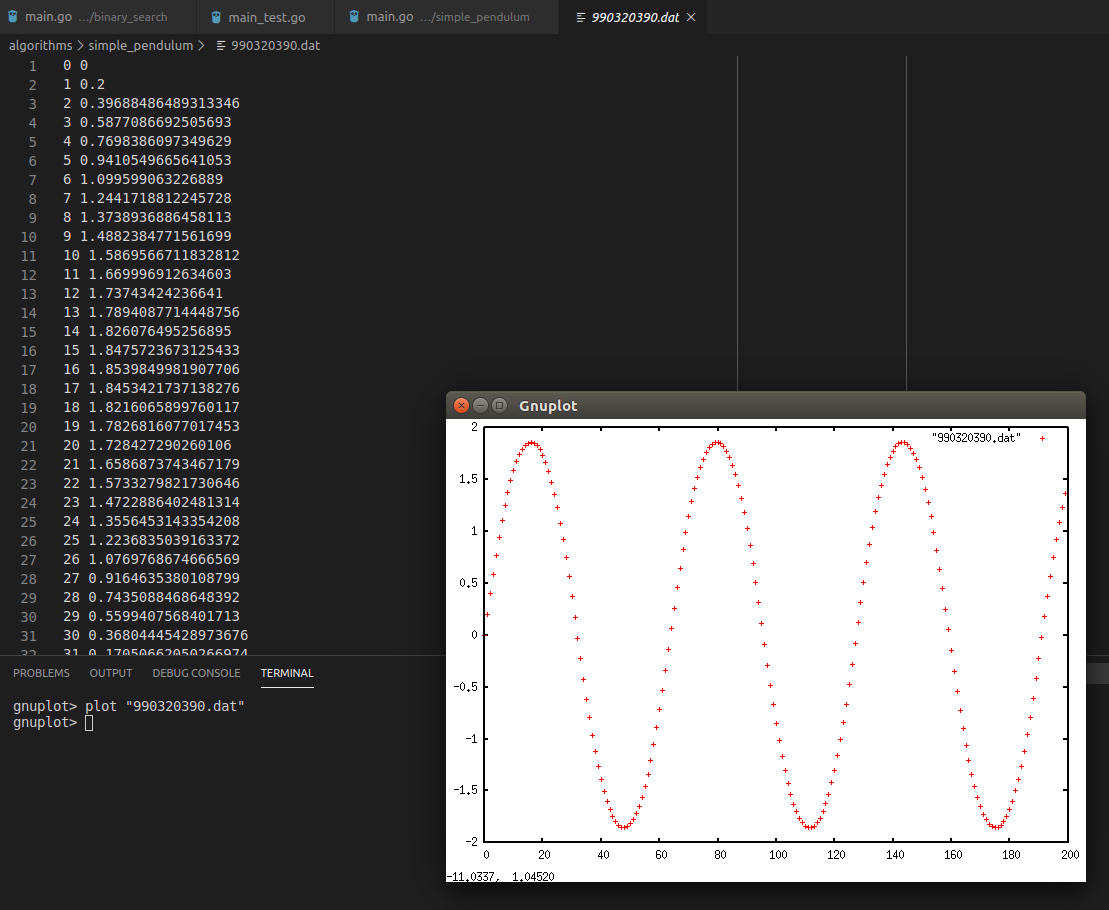 main.go .../binary_search main_test.go main.go .../simple_pendulum 990320390.dat
algorithms > simple_pendulum > 990320390.dat
1 0 0
2 1 0.2
3 2 0.39688486489313346
4 3 0.5877086692505693
5 4 0.7698386097349629
6 5 0.9410549665641053
7 6 1.099599063226889
8 7 1.2441718812245728
9 8 1.3738936886458113
10 9 1.4882384771561699
11 10 1.5869566711832812
12 11 1.669996912634603
13 12 1.73743424236641
14 13 1.7894087714448756
15 14 1.826076495256895
16 15 1.8475723673125433
17 16 1.8539849981907706
18 17 1.8453421737138276
19 18 1.8216065899760117
20 19 1.7826816077017453
21 20 1.728427290260106
22 21 1.6586873743467179
23 22 1.5733279821730646
24 23 1.4722886402481314
25 24 1.3556453143354208
26 25 1.2236835039163372
27 26 1.0769768674666569
28 27 0.9164635380108799
29 28 0.7435088468648392
30 29 0.5599407568401713
31 30 0.36804445428973676
32 31 0.17050662050266974
PROBLEMS OUTPUT DEBUG CONSOLE TERMINAL
gnuplot> plot "990320390.dat"
gnuplot>
Gnuplot
"990320390.dat"
2
1.5
1
0.5
0
-0.5
-1
-1.5
-2
0 20 40 60 80 100 120 140 160 180 200
-11.0337, 1.04520